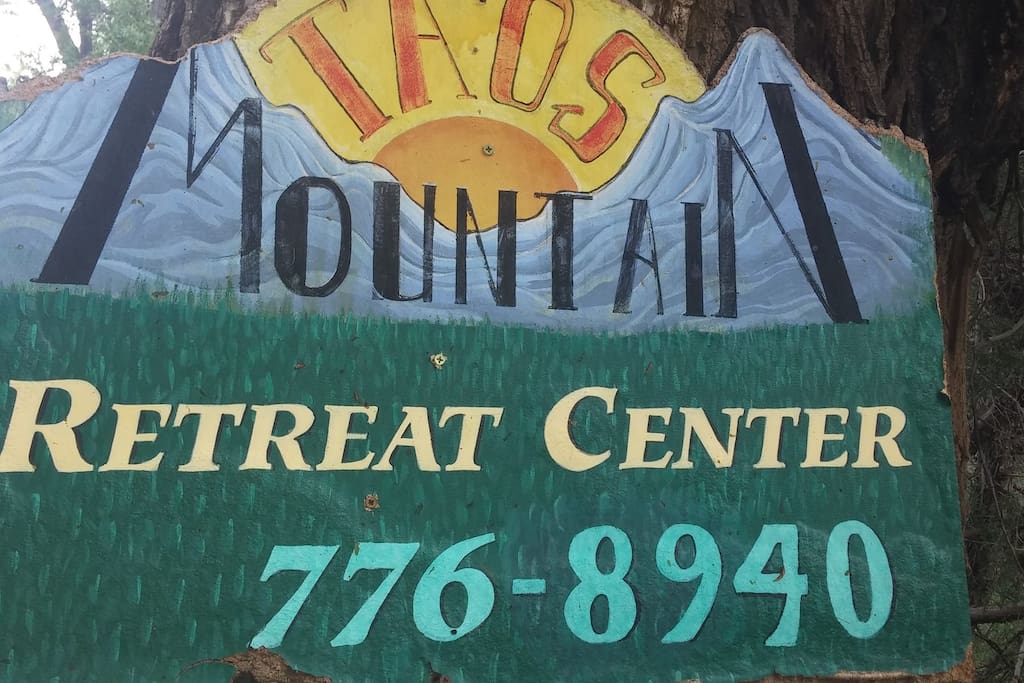 TAOS
MOUNTAIN
RETREAT CENTER
776-8940